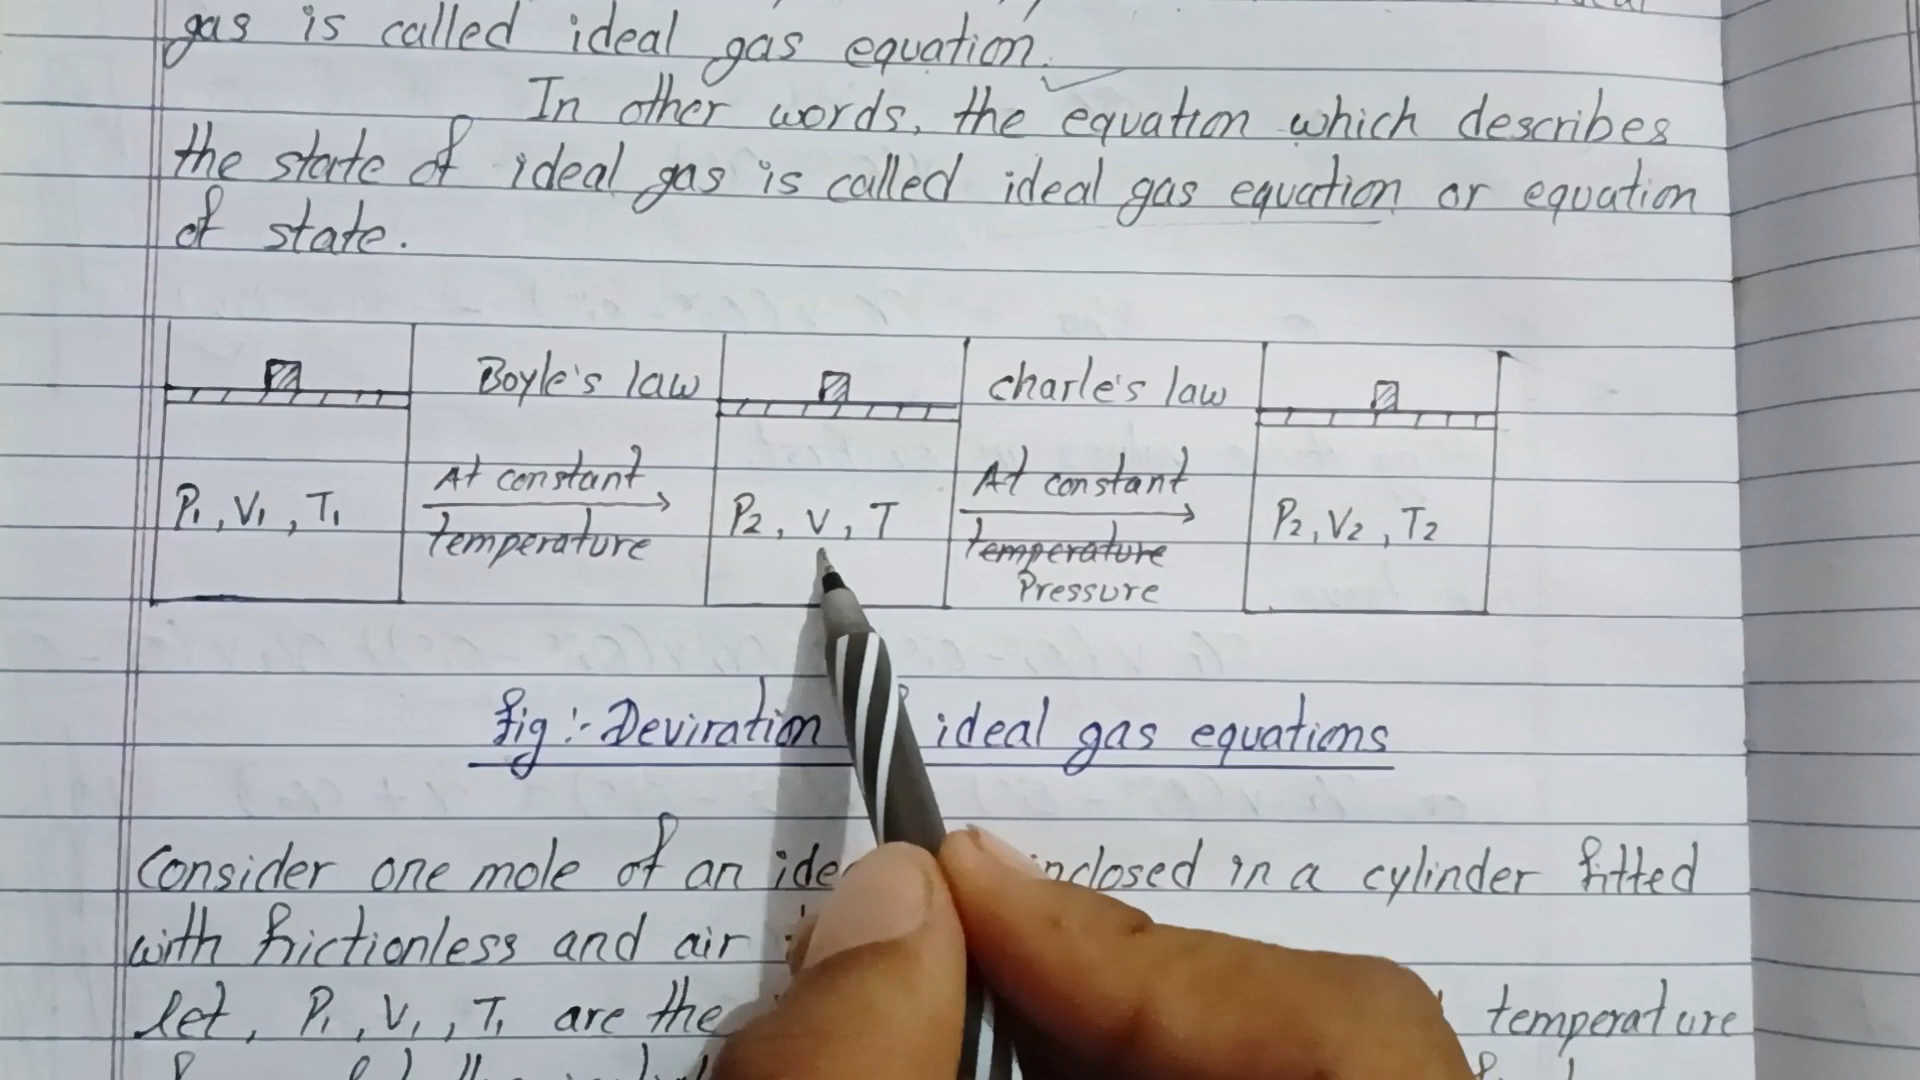 gas is called ideal gas equation.
In other words, the equation which describes
the state of ideal gas is called ideal gas equation or equation
of state.
Boyle's law
charle's law
P1, V1, T1
At constant
temperature
P2, V, T
At constant
temperature
Pressure
P2, V2, T2
fig :- Deviration ideal gas equations
Consider one mole of an inclosed in a cylinder fitted
with frictionless and air
let, P1, V1, T1 are the temperature